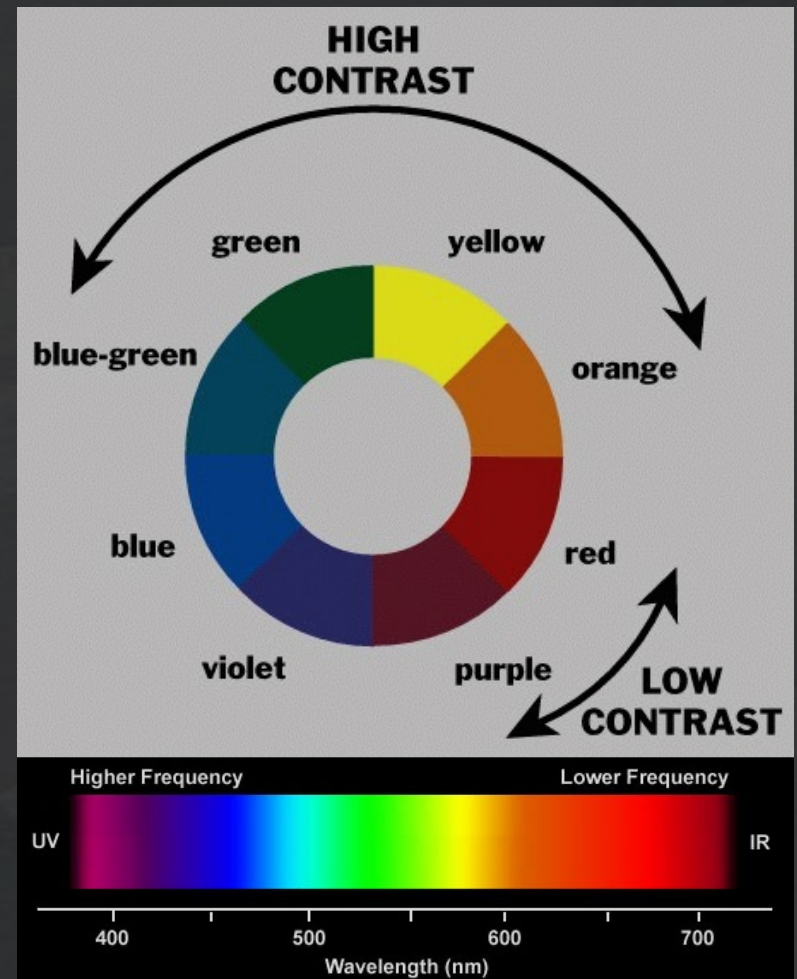 HIGH
CONTRAST
green
yellow
blue-green
orange
blue
red
violet
purple
LOW
CONTRAST
Higher Frequency
Lower Frequency
UV
IR
400
500
600
700
Wavelength (nm)